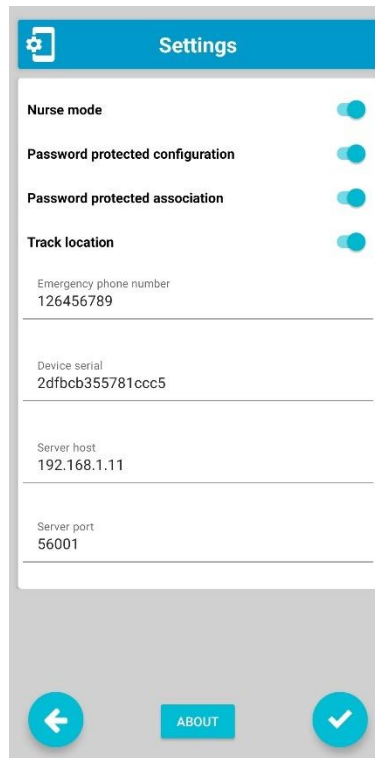 Settings
Nurse mode
Password protected configuration
Password protected association
Track location
Emergency phone number
126456789
Device serial
2dfbcb355781ccc5
Server host
192.168.1.11
Server port
56001
ABOUT